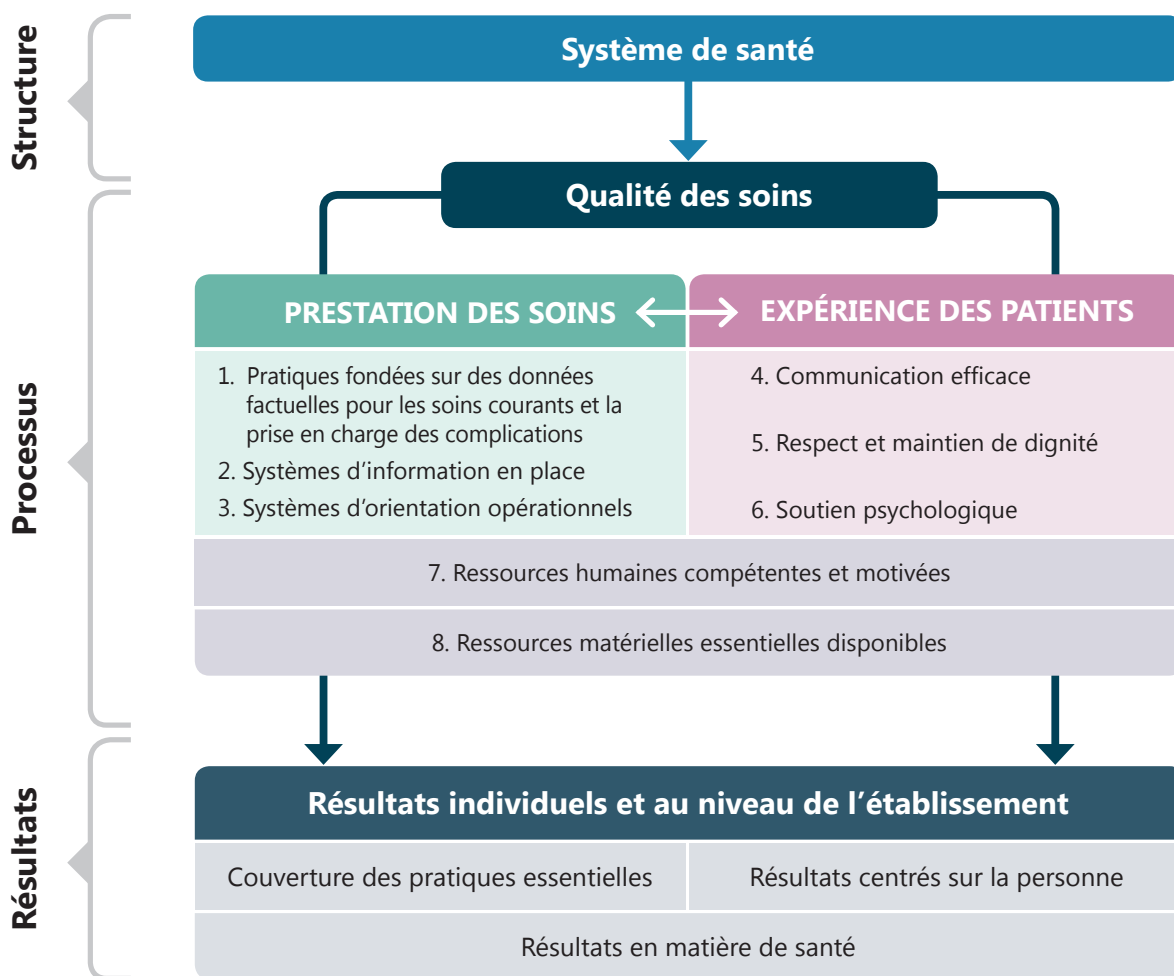 Structure
Système de santé
Processus
Qualité des soins
PRESTATION DES SOINS
EXPÉRIENCE DES PATIENTS
1. Pratiques fondées sur des données
factuelles pour les soins courants et la
prise en charge des complications
2. Systèmes d'information en place
3. Systèmes d'orientation opérationnels
4. Communication efficace
5. Respect et maintien de dignité
6. Soutien psychologique
7. Ressources humaines compétentes et motivées
8. Ressources matérielles essentielles disponibles
Résultats
Résultats individuels et au niveau de l'établissement
Couverture des pratiques essentielles
Résultats centrés sur la personne
Résultats en matière de santé